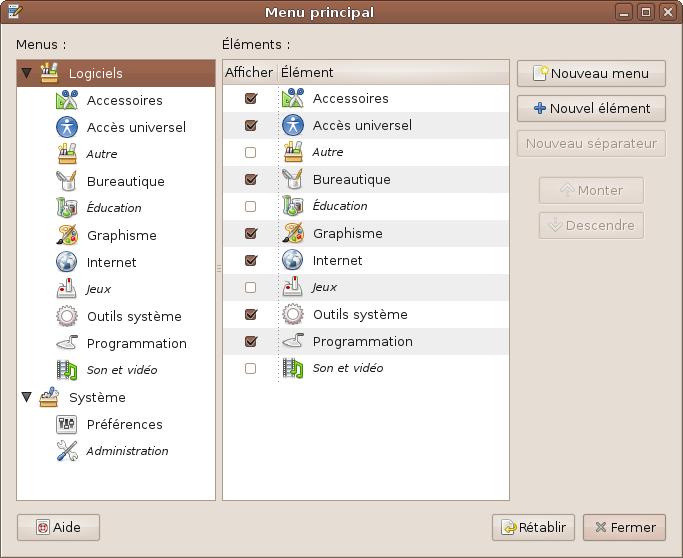 Menu principal
Menus :
Logiciels
Accessoires
Accès universel
Autre
Bureautique
Éducation
Graphisme
Internet
Jeux
Outils système
Programmation
Son et vidéo
Système
Préférences
Administration
Éléments :
Afficher Élément
Accessoires
Accès universel
Autre
Bureautique
Éducation
Graphisme
Internet
Jeux
Outils système
Programmation
Son et vidéo
Nouveau menu
Nouvel élément
Nouveau séparateur
Monter
Descendre
Aide
Rétablir
Fermer